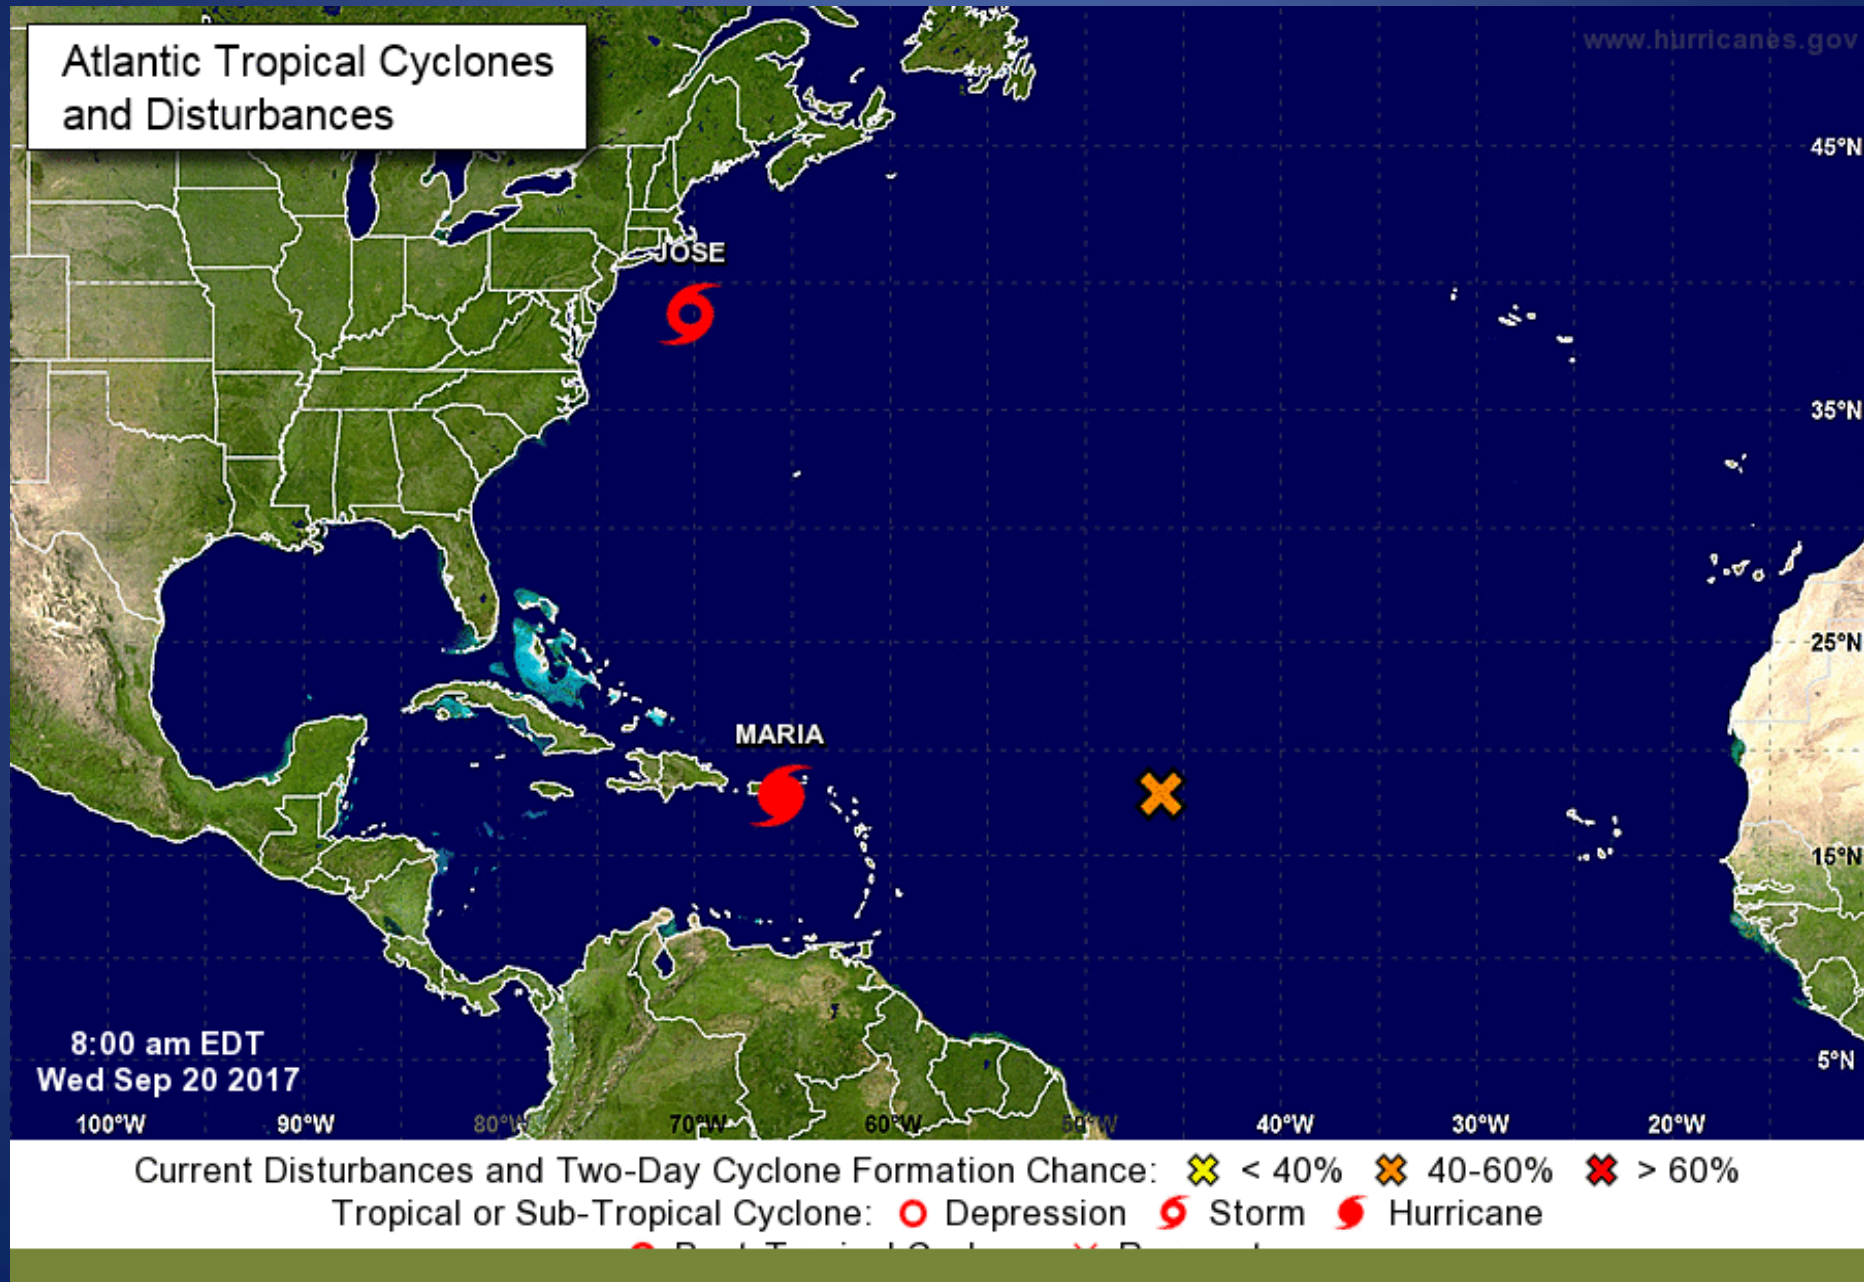 Atlantic Tropical Cyclones
and Disturbances
www.hurricanes.gov
45°N
JOSE
35°N
25°N
MARIA
15°N
8:00 am EDT
Wed Sep 20 2017
5°N
100°W 90°W 80°W 70°W 60°W 50°W 40°W 30°W 20°W
Current Disturbances and Two-Day Cyclone Formation Chance: < 40% 40-60% > 60%
Tropical or Sub-Tropical Cyclone: Depression Storm Hurricane